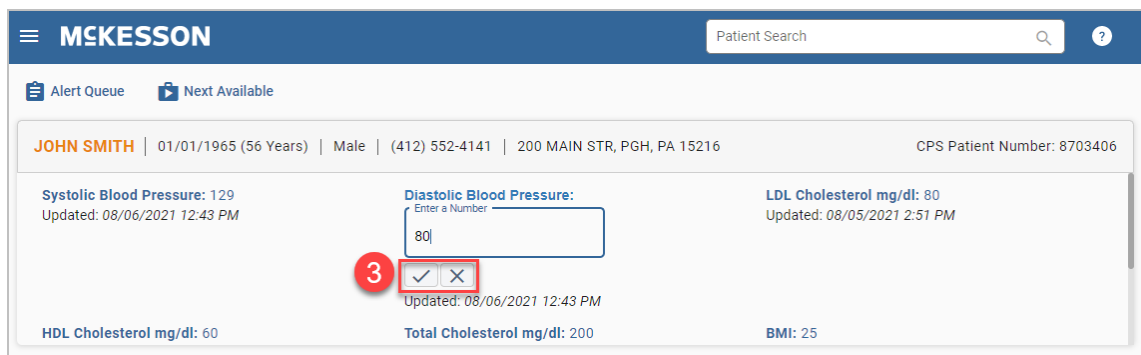 MCKESSON
Patient Search
?
Alert Queue
Next Available
JOHN SMITH | 01/01/1965 (56 Years) | Male | (412) 552-4141 | 200 MAIN STR, PGH, PA 15216
CPS Patient Number: 8703406
Systolic Blood Pressure: 129
Updated: 08/06/2021 12:43 PM
Diastolic Blood Pressure:
Enter a Number
80
3
Updated: 08/06/2021 12:43 PM
LDL Cholesterol mg/dl: 80
Updated: 08/05/2021 2:51 PM
HDL Cholesterol mg/dl: 60
Total Cholesterol mg/dl: 200
BMI: 25